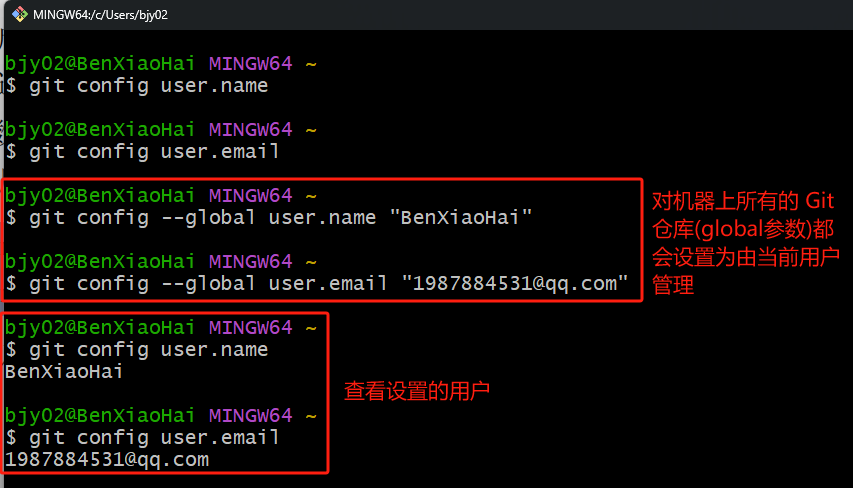 MINGW64:/c/Users/bjy02
bjy02@BenXiaoHai MINGW64 ~
$ git config user.name
bjy02@BenXiaoHai MINGW64 ~
$ git config user.email
bjy02@BenXiaoHai MINGW64 ~
$ git config --global user.name "BenXiaoHai"
bjy02@BenXiaoHai MINGW64 ~
$ git config --global user.email "1987884531@qq.com"
对机器上所有的 Git
仓库(global参数)都
会设置为由当前用户
管理
bjy02@BenXiaoHai MINGW64 ~
$ git config user.name
BenXiaoHai
bjy02@BenXiaoHai MINGW64 ~
$ git config user.email
1987884531@qq.com
查看设置的用户